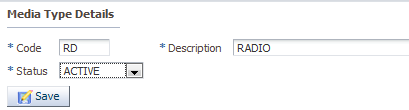 Media Type Details
* Code RD * Description RADIO
* Status ACTIVE
Save